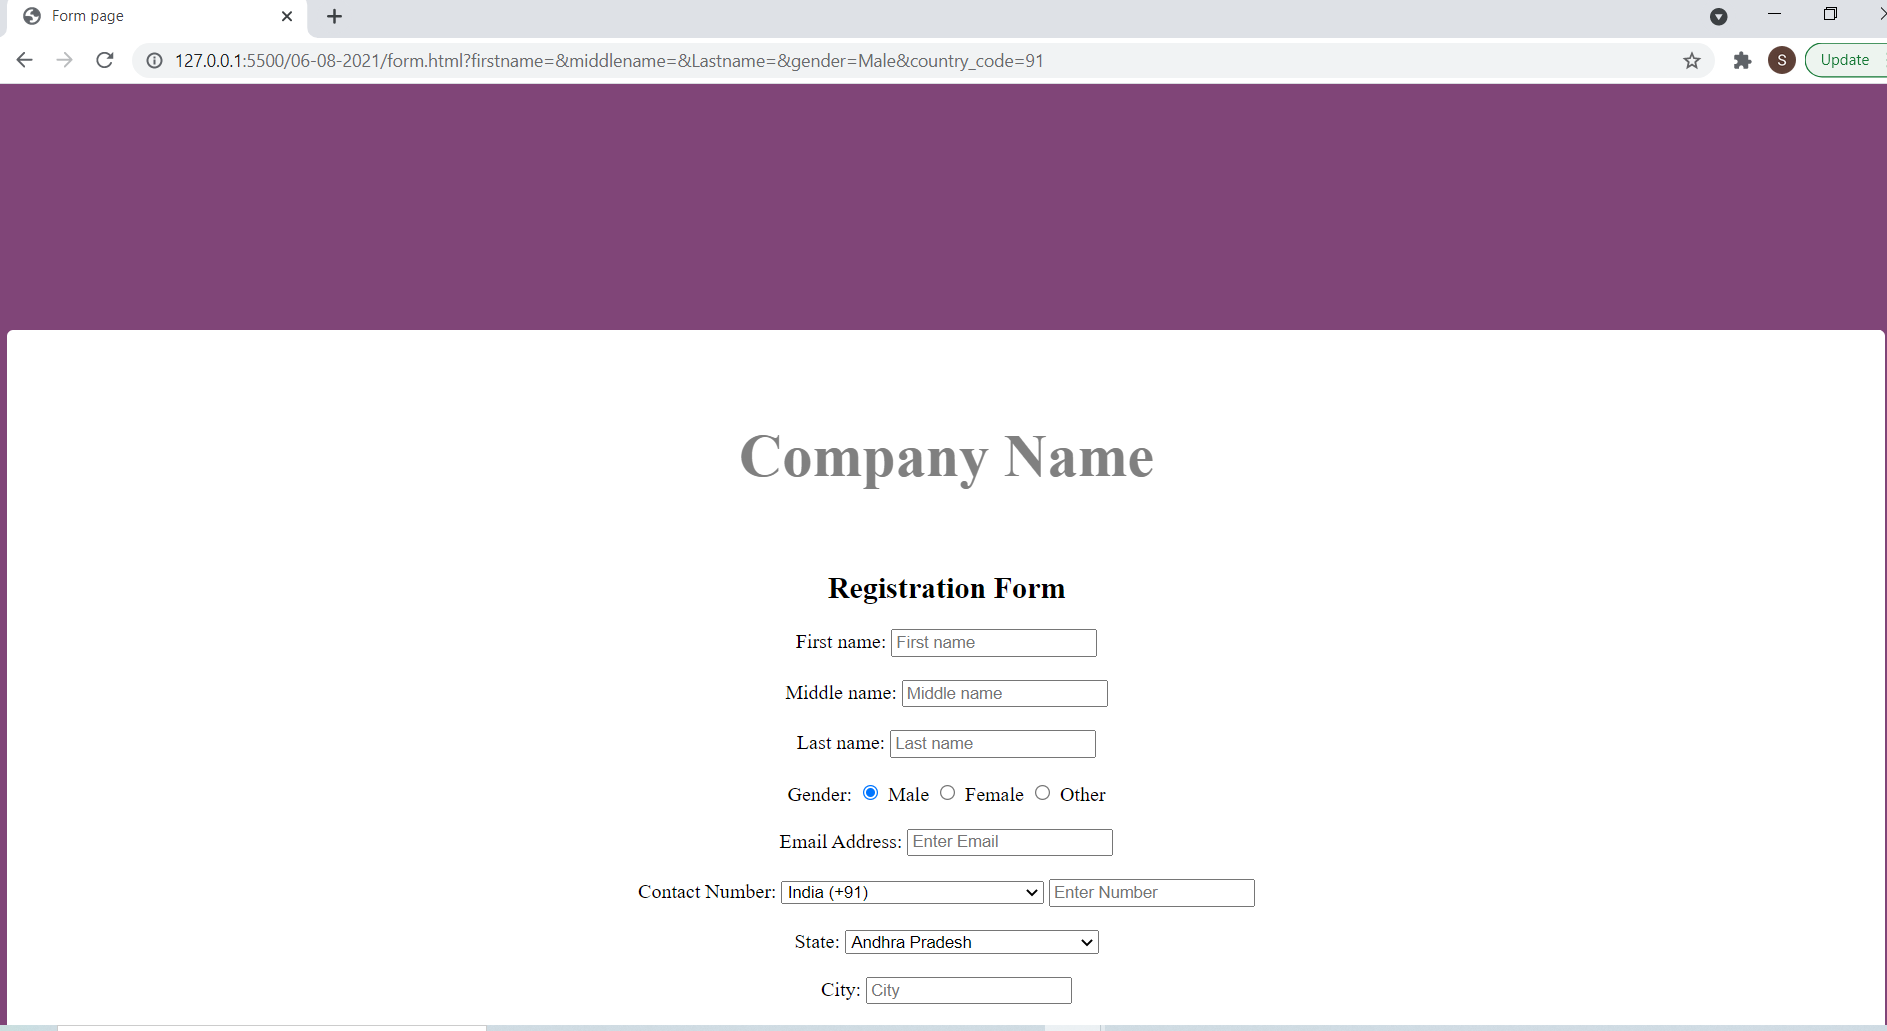 Form page
127.0.0.1:5500/06-08-2021/form.html?firstname=&middlename=&Lastname=&gender=Male&country_code=91
S
Update
Company Name
Registration Form
First name: First name
Middle name: Middle name
Last name: Last name
Gender: Male Female Other
Email Address: Enter Email
Contact Number: India (+91) Enter Number
State: Andhra Pradesh
City: City